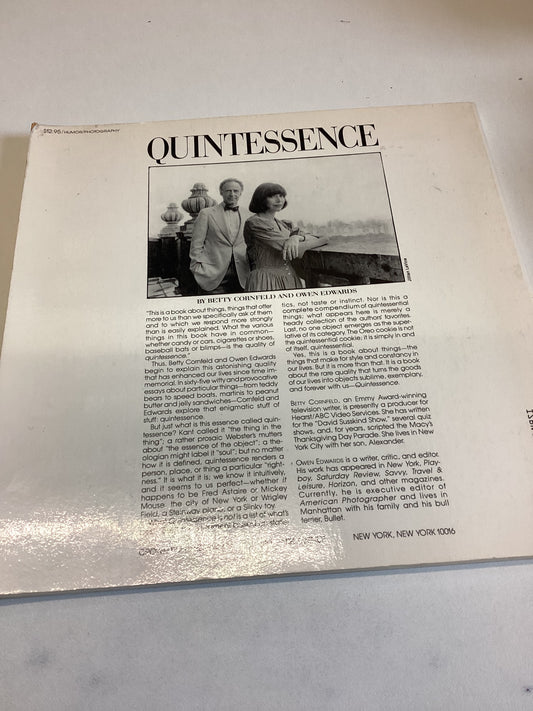 $12.95/HUMOR/PHOTOGRAPHY
QUINTESSENCE
BY BETTY CORNFELD AND OWEN EDWARDS
"This is a book about things, things that offer
more to us than we specifically ask of them
and to which we respond more strongly
than is easily explained. What the various
things in this book have in common—
whether candy or cars, cigarettes or shoes,
baseball bats or blimps—is the quality of
quintessence."
Thus, Betty Cornfeld and Owen Edwards
begin to explain this astonishing quality
that has enhanced our lives since time im-
memorial. In sixty-five witty and provocative
essays about particular things—from teddy
bears to speed boats, martinis to peanut
butter and jelly sandwiches—Cornfeld and
Edwards explore that enigmatic stuff of
stuff: quintessence.
But just what is this essence called quin-
tessence? Kant called it "the thing in the
thing"; a rather prosaic Webster's mutters
about "the essence of the object"; a the-
ologian might label it "soul"; but no matter
how it is defined, quintessence renders a
person, place, or thing a particular "right-
ness." It is what it is; we know it intuitively,
and it seems to us perfect—whether it
happens to be Fred Astaire or Mickey
Mouse, the city of New York or Wrigley
Field, a Steinway piano, or a Slinky toy.
Quintessence is not a list of what's
tics, not taste or instinct. Nor is this a
complete compendium of quintessential
things; what appears here is merely a
heady collection of the authors' favorites.
Last, no one object emerges as the super-
lative of its category. The Oreo cookie is not
the quintessential cookie; it is simply in and
of itself, quintessential.
Yes, this is a book about things—the
things that make for style and constancy in
our lives. But it is more than that. It is a book
about the rare quality that turns the goods
of our lives into objects sublime, exemplary,
and forever with us—Quintessence.
BETTY CORNFELD, an Emmy Award-winning
television writer, is presently a producer for
Hearst/ABC Video Services. She has written
for the "David Susskind Show," several quiz
shows, and, for years, scripted the Macy's
Thanksgiving Day Parade. She lives in New
York City with her son, Alexander.
OWEN EDWARDS is a writer, critic, and editor.
His work has appeared in New York, Play-
boy, Saturday Review, Savvy, Travel &
Leisure, Horizon, and other magazines.
Currently, he is executive editor of
American Photographer and lives in
Manhattan with his family and his bull
terrier, Bullet.
NEW YORK, NEW YORK 10016
ISBN